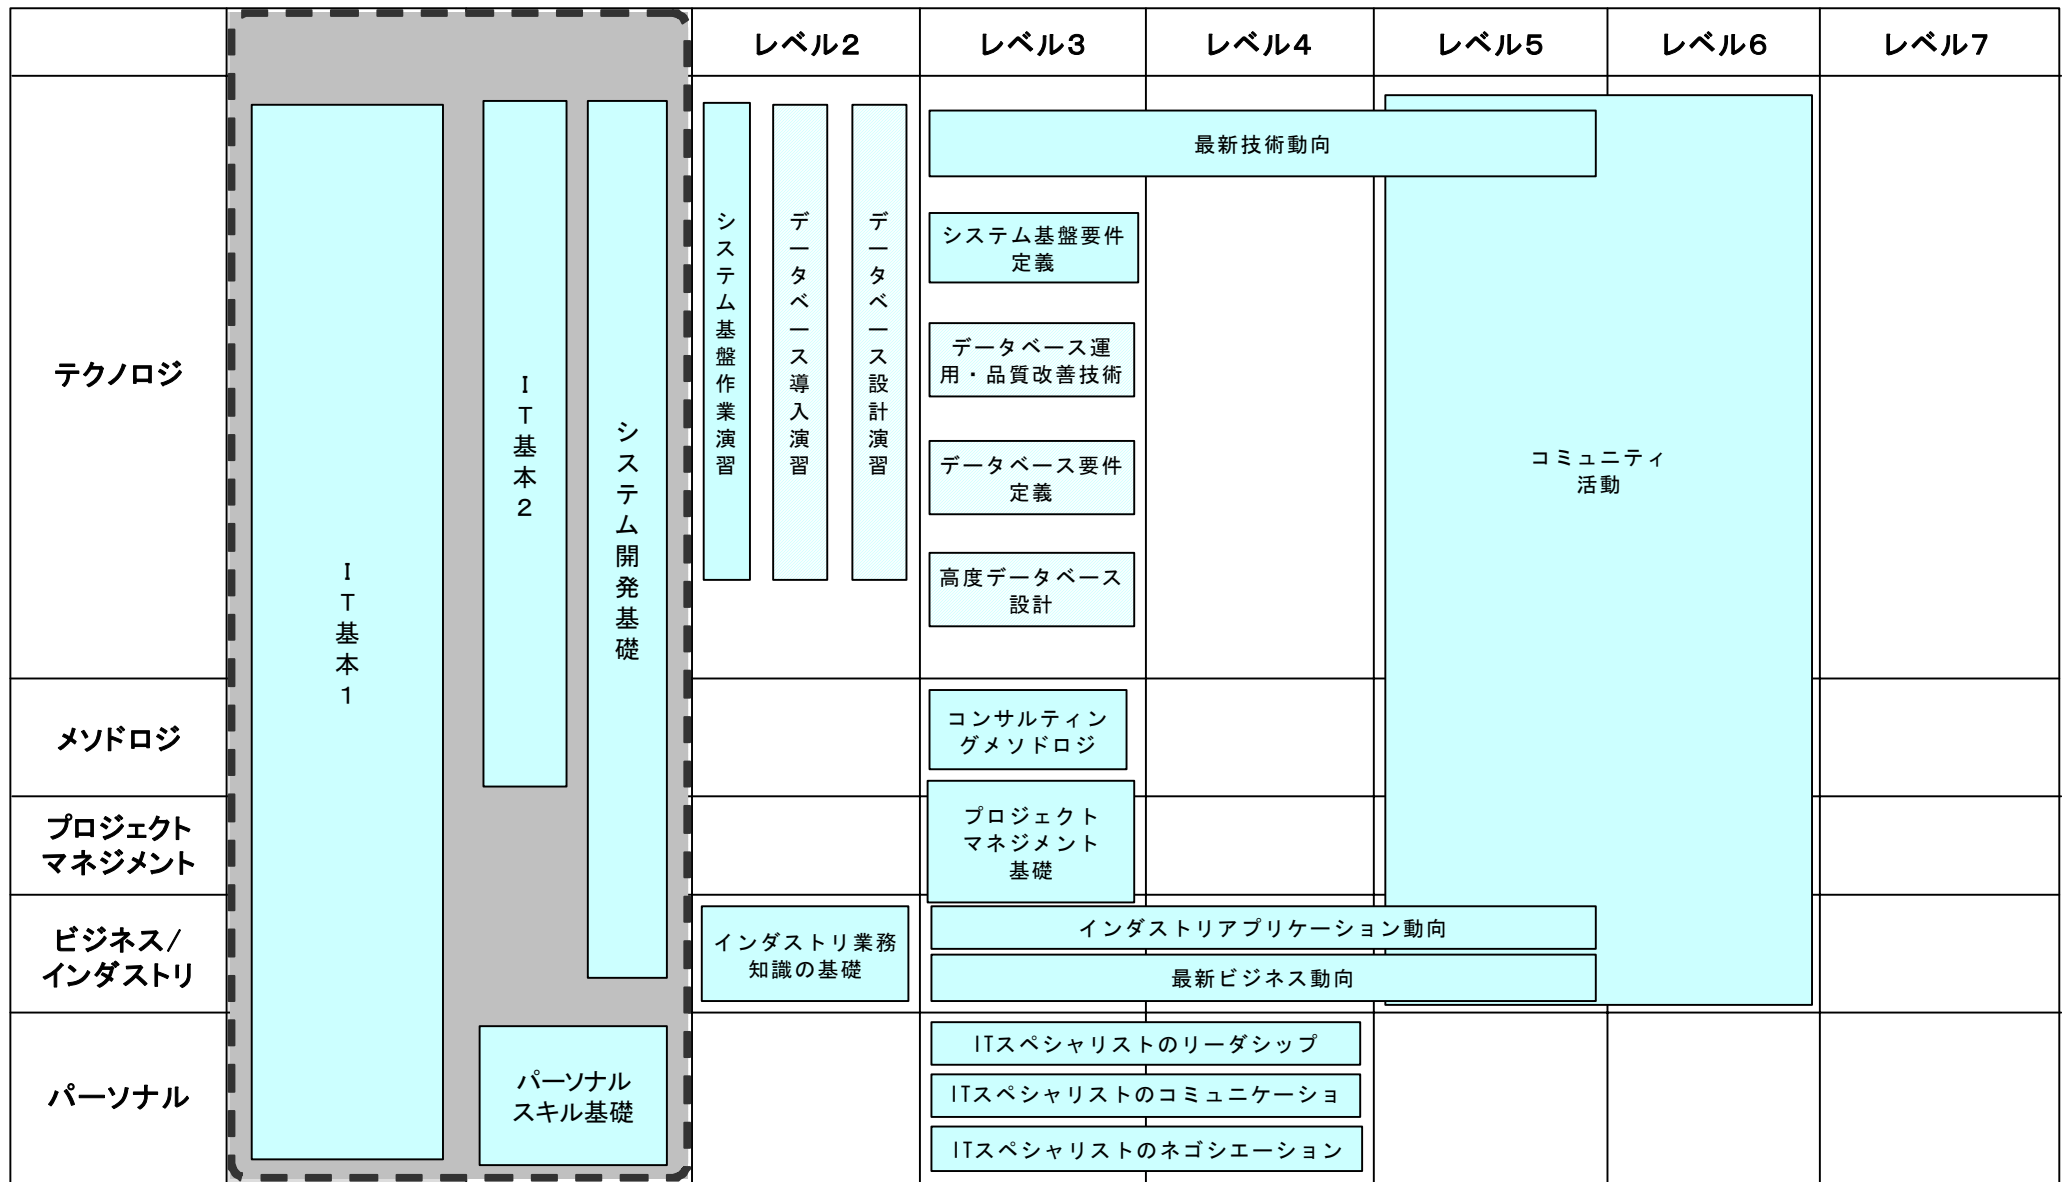 レベル2
レベル3
レベル4
レベル5
レベル6
レベル7
テクノロジ
IT基本1
IT基本2
システム開発基礎
システム基盤作業演習
データベース導入演習
データベース設計演習
最新技術動向
システム基盤要件
定義
データベース運
用・品質改善技術
データベース要件
定義
高度データベース
設計
コミュニティ
活動
メソドロジ
コンサルティン
グメソドロジ
プロジェクト
マネジメント
プロジェクト
マネジメント
基礎
ビジネス/
インダストリ
インダストリ業務
知識の基礎
インダストリアプリケーション動向
最新ビジネス動向
パーソナル
パーソナル
スキル基礎
ITスペシャリストのリーダシップ
ITスペシャリストのコミュニケーショ
ITスペシャリストのネゴシエーション